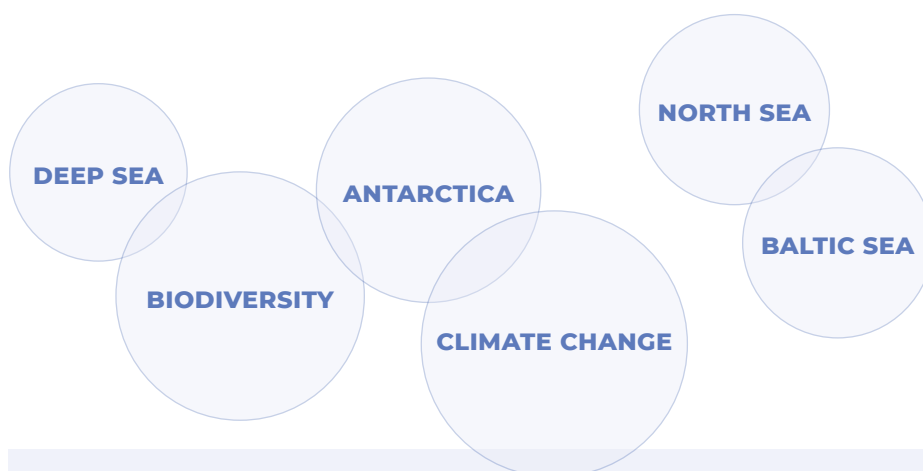 NORTH SEA
DEEP SEA
ANTARCTICA
BALTIC SEA
BIODIVERSITY
CLIMATE CHANGE